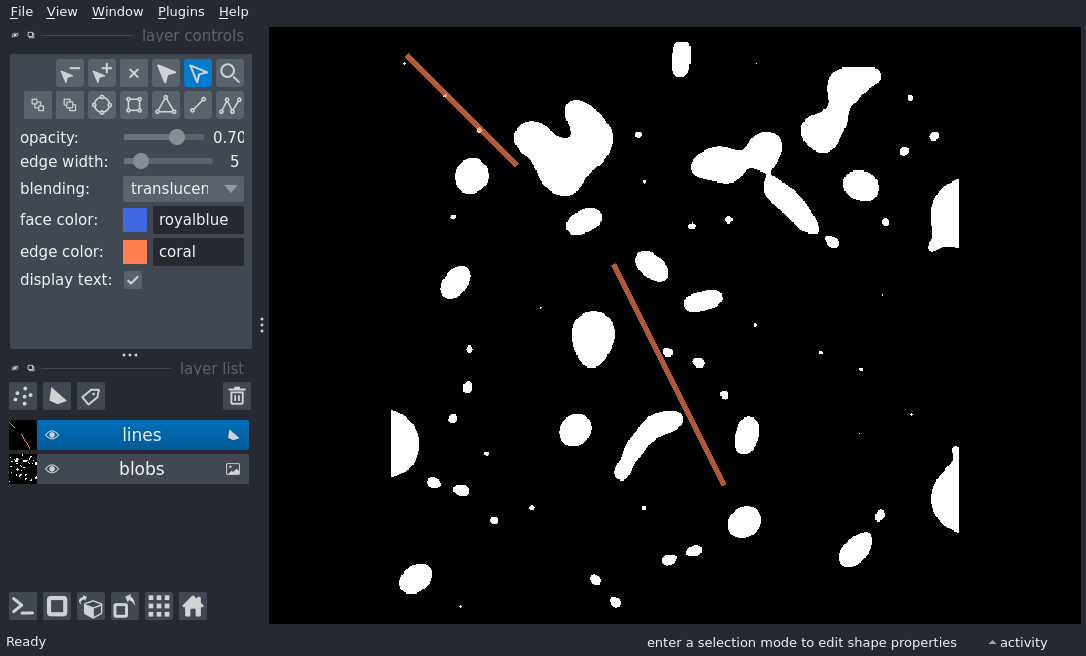 File View Window Plugins Help
layer controls
opacity: 0.70
edge width: 5
blending: translucen
face color: royalblue
edge color: coral
display text:
layer list
lines
blobs
Ready
enter a selection mode to edit shape properties
activity